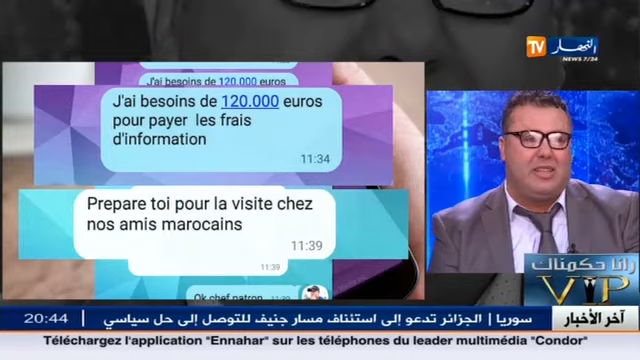 النهار TV
NEWS 7/24
J'ai besoins de 120.000 euros
J'ai besoins de 120.000 euros
pour payer les frais
d'information
11:34
Prepare toi pour la visite chez
nos amis marocains
11:39
11:39
Ok chef patron
11:39
رانا حكمناك
VIP
آخر الأخبار
سوريا | الجزائر تدعو إلى استئناف مسار جنيف للتوصل إلى حل سياسي
20:44
Téléchargez l'application "Ennahar" sur les téléphones du leader multimédia "Condor"